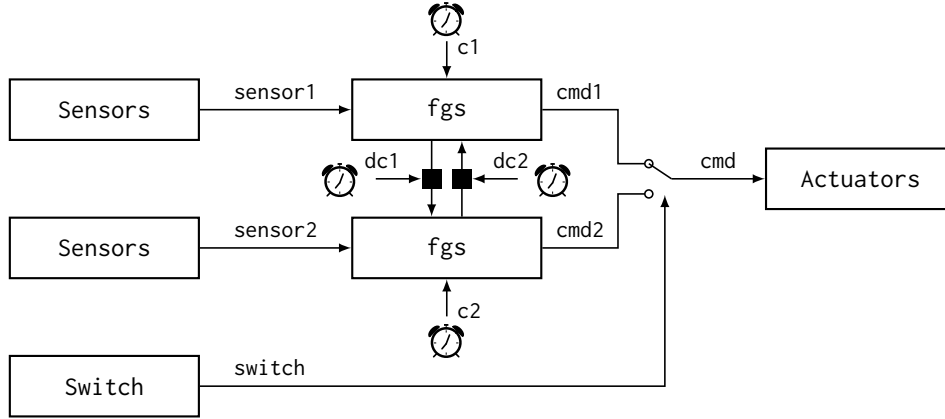 c1
Sensors
sensor1
fgs
cmd1
dc1
dc2
cmd
Actuators
Sensors
sensor2
fgs
cmd2
c2
Switch
switch